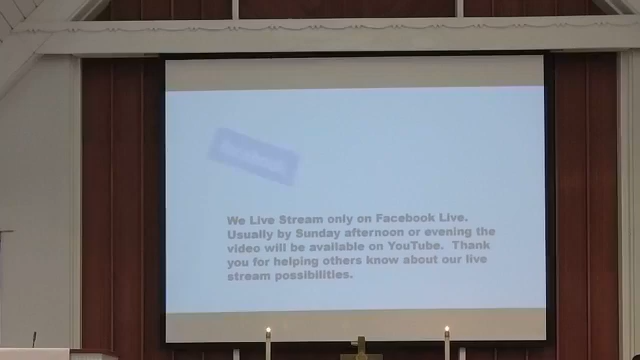 We Live Stream only on Facebook Live.
Usually by Sunday afternoon or evening the
video will be available on YouTube. Thank
you for helping others know about our live
stream possibilities.